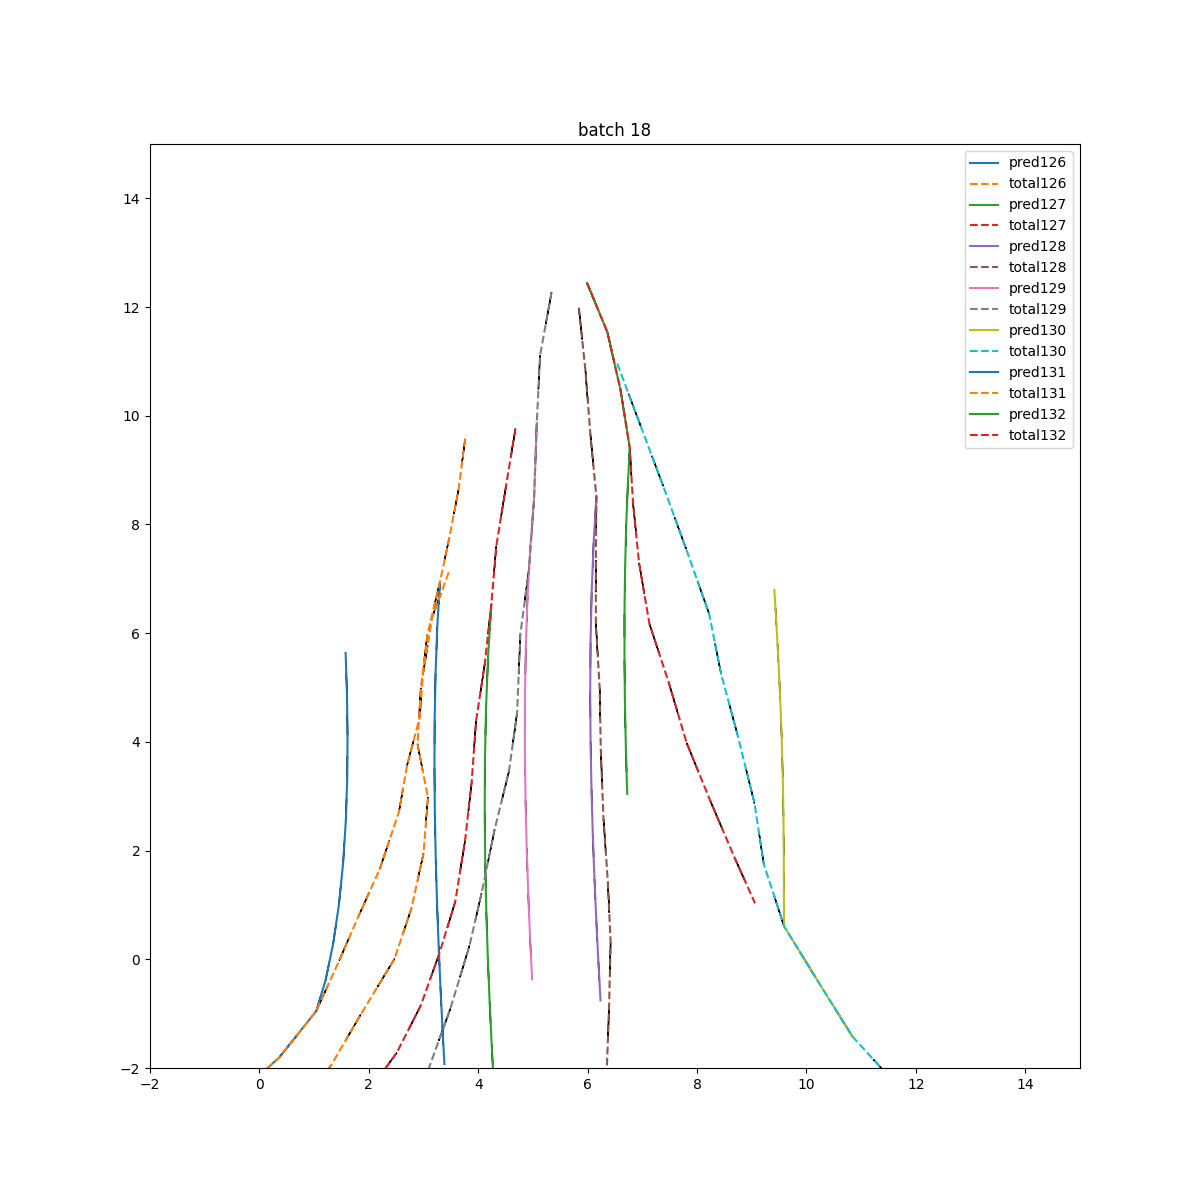 batch 18
pred126
total126
pred127
total127
pred128
total128
pred129
total129
pred130
total130
pred131
total131
pred132
total132
14
12
10
8
6
4
2
0
−2
−2 0 2 4 6 8 10 12 14